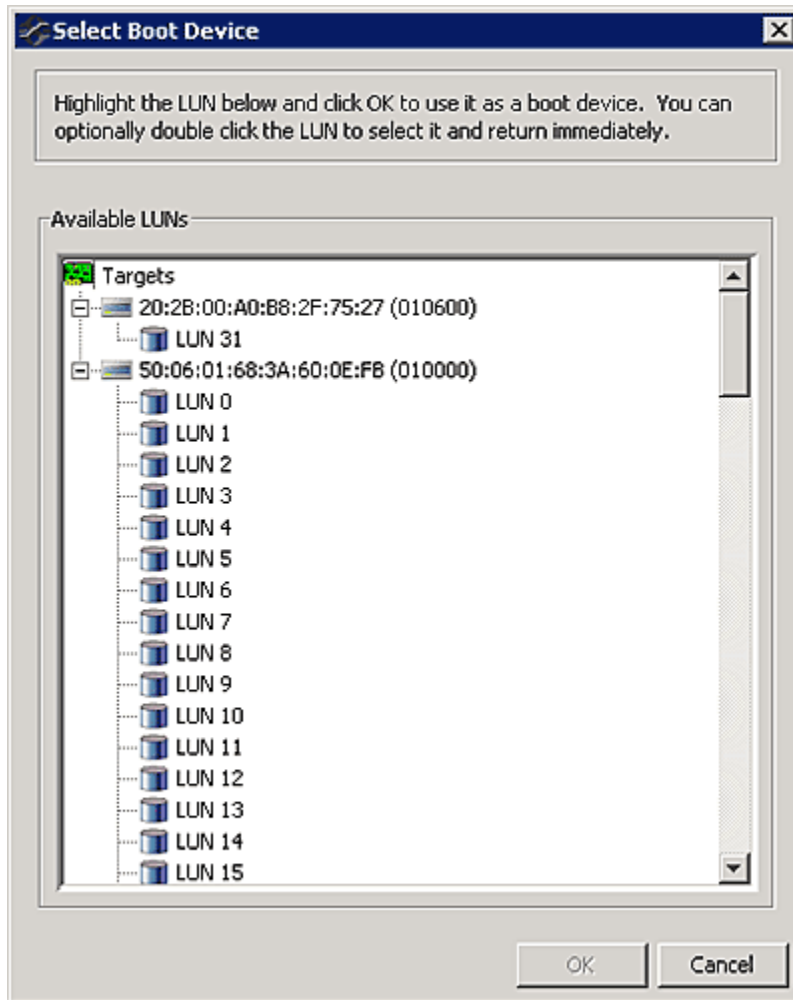 Select Boot Device
Highlight the LUN below and click OK to use it as a boot device. You can
optionally double click the LUN to select it and return immediately.
Available LUNs
Targets
20:2B:00:A0:B8:2F:75:27 (010600)
LUN 31
50:06:01:68:3A:60:0E:FB (010000)
LUN 0
LUN 1
LUN 2
LUN 3
LUN 4
LUN 5
LUN 6
LUN 7
LUN 8
LUN 9
LUN 10
LUN 11
LUN 12
LUN 13
LUN 14
LUN 15
OK
Cancel